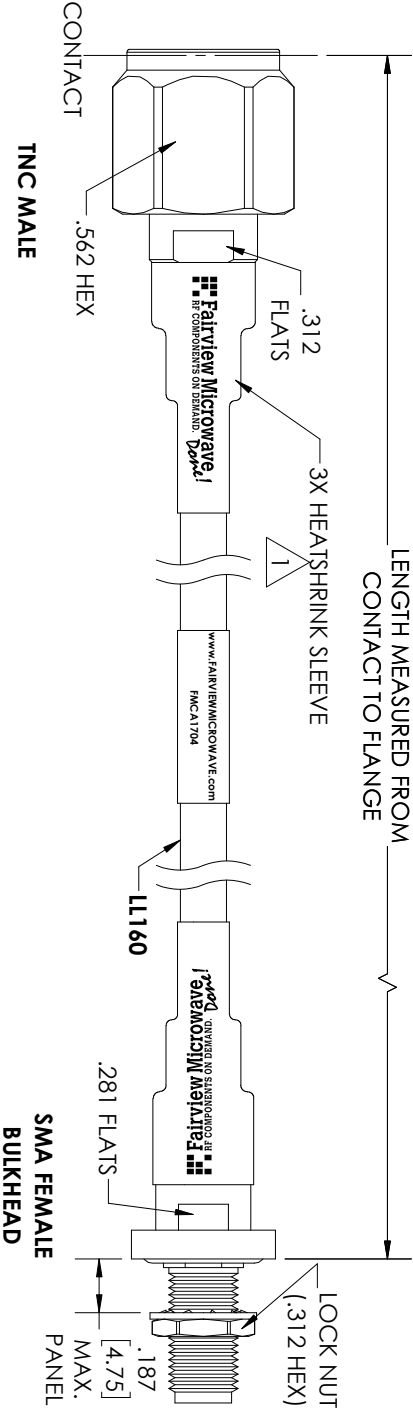 LENGTH MEASURED FROM
CONTACT TO FLANGE
CONTACT
TNC MALE
.562 HEX
.312
FLATS
3X HEATSHRINK SLEEVE
1
Fairview Microwave
RF COMPONENTS ON DEMAND.
Done!
www.FAIRVIEWMICROWAVE.com
FMCA1704
LL160
Fairview Microwave
RF COMPONENTS ON DEMAND.
Done!
.281 FLATS
SMA FEMALE
BULKHEAD
LOCK NUT
(.312 HEX)
.187
[4.75]
MAX.
PANEL